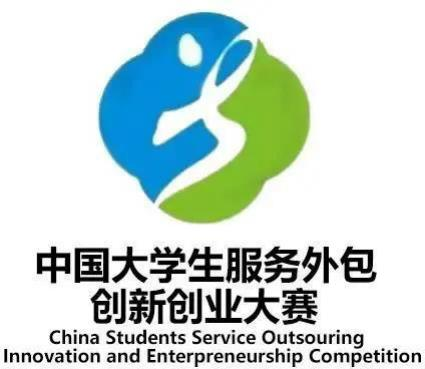 中国大学生服务外包
创新创业大赛
China Students Service Outsouring
Innovation and Enterpreneurship Competition